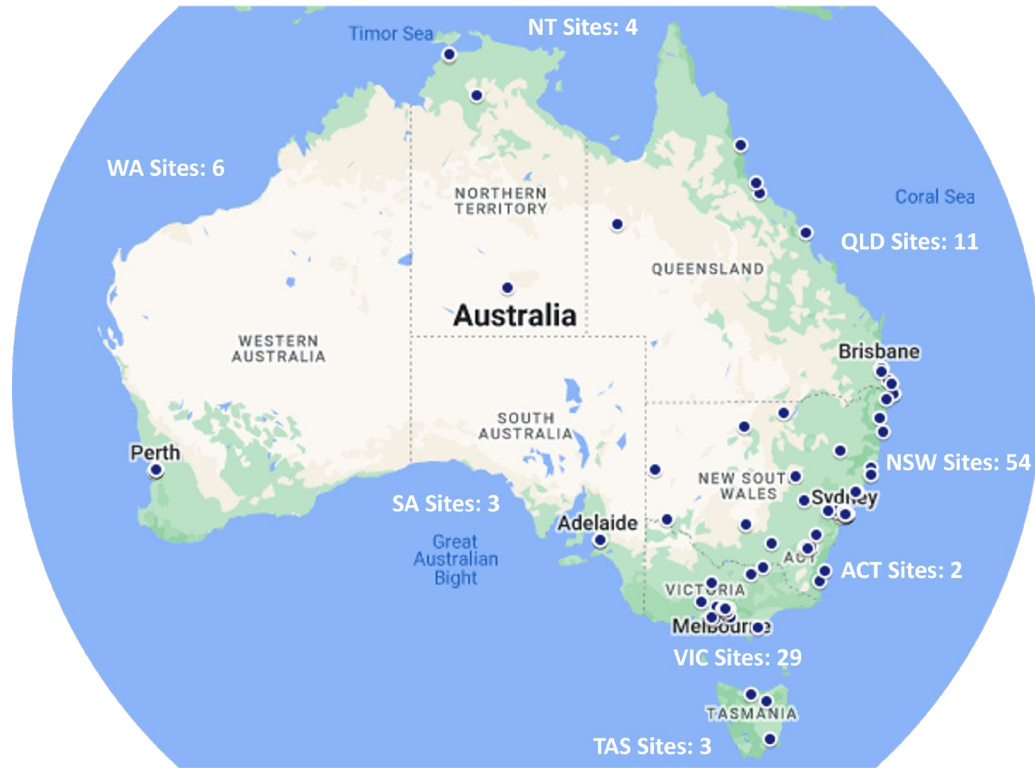 NT Sites: 4
Timor Sea
WA Sites: 6
NORTHERN
TERRITORY
Coral Sea
QLD Sites: 11
QUEENSLAND
Australia
WESTERN
AUSTRALIA
Brisbane
SOUTH
AUSTRALIA
Perth
NSW Sites: 54
NEW SOUTH
WALES
Sydney
SA Sites: 3
Adelaide
Great
Australian
Bight
ACT
ACT Sites: 2
VICTORIA
Melbourne
VIC Sites: 29
TASMANIA
TAS Sites: 3